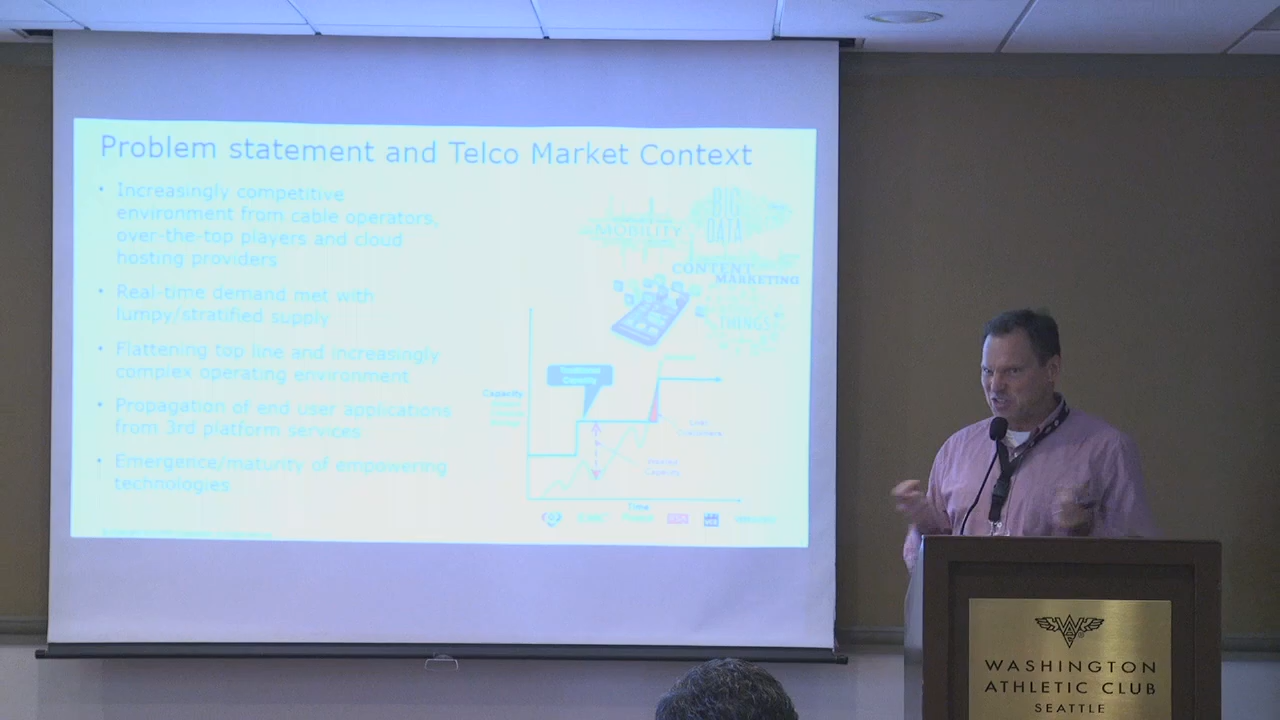 Problem statement and Telco Market Context
• Increasingly competitive
environment from cable operators,
over-the-top players and cloud
hosting providers
• Real-time demand met with
lumpy/stratified supply
• Flattening top line and increasingly
complex operating environment
• Propagation of end user applications
from 3rd platform services
• Emergence/maturity of empowering
technologies
MOBILITY
BIG
DATA
CONTENT
MARKETING
THINGS
Capacity
Customers
Capacity
Time
WASHINGTON
ATHLETIC CLUB
SEATTLE